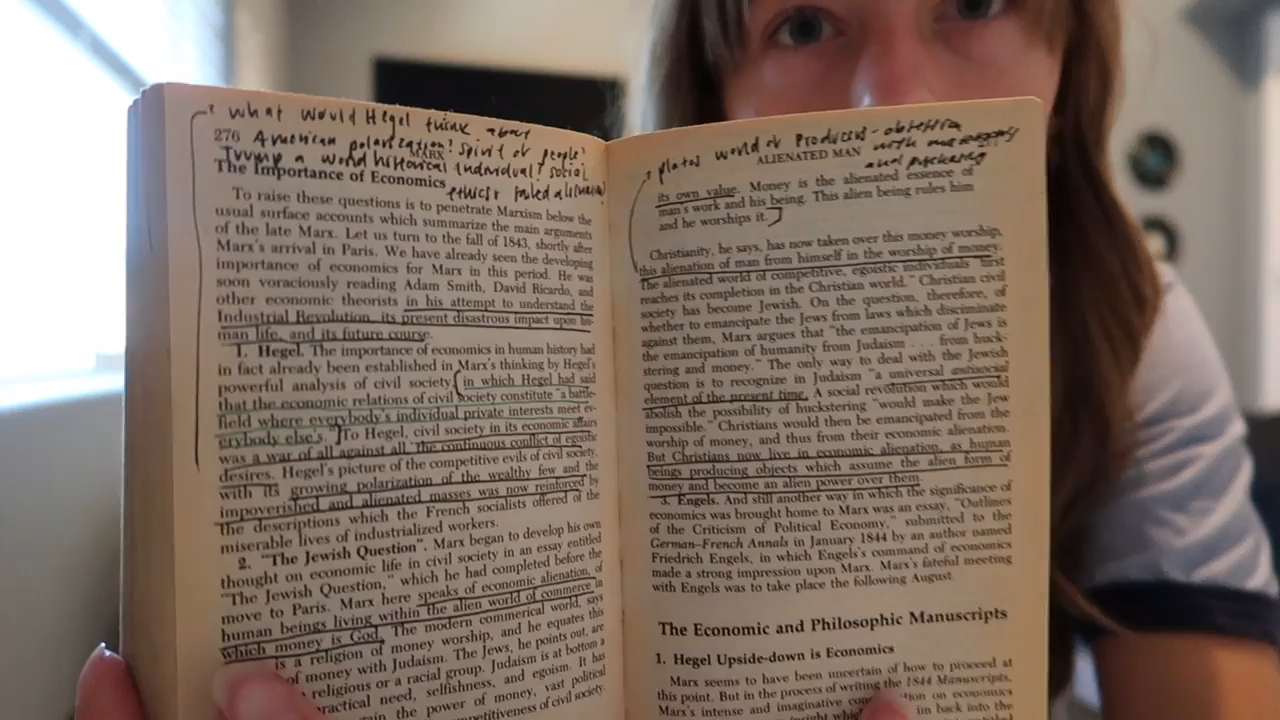 what would Hegel think about
276 American polarization? spirit of people?
MARX
Trump a world historical individual? social
The Importance of Economics
ethics + failed
To raise these questions is to penetrate Marxism below the
usual surface accounts which summarize the main arguments
of the late Marx. Let us turn to the fall of 1843, shortly after
Marx's arrival in Paris. We have already seen the developing
importance of economics for Marx in this period. He was
soon voraciously reading Adam Smith, David Ricardo, and
other economic theorists in his attempt to understand the
Industrial Revolution, its present disastrous impact upon hu-
man life, and its future course.
1. Hegel. The importance of economics in human history had
in fact already been established in Marx's thinking by Hegel's
powerful analysis of civil society, in which Hegel had said
that the economic relations of civil society constitute "a battle-
field where everybody's individual private interests meet ev-
erybody else's. To Hegel, civil society in its economic affairs
was a war of all against all, the continuous conflict of egoistic
desires. Hegel's picture of the competitive evils of civil society,
with its growing polarization of the wealthy few and the
impoverished and alienated masses was now reinforced by
the descriptions which the French socialists offered of the
miserable lives of industrialized workers.
2. "The Jewish Question". Marx began to develop his own
thought on economic life in civil society in an essay entitled
"The Jewish Question," which he had completed before the
move to Paris. Marx here speaks of economic alienation, of
human beings living within the alien world of commerce in
which money is God. The modern commerical world, says
is a religion of money worship, and he equates this
of money with Judaism. The Jews, he points out, are
religious or a racial group. Judaism is at bottom a
ractical need, selfishness, and egoism. It has
the power of money, vast political
petitiveness of civil society.
platos world of Producers - obsession
ALIENATED MAN
with
and purchasing
its own value. Money is the alienated essence of
man's work and his being. This alien being rules him
and he worships it.
Christianity, he says, has now taken over this money worship,
this alienation of man from himself in the worship of money.
The alienated world of competitive, egoistic individuals "first
reaches its completion in the Christian world." Christian civil
society has become Jewish. On the question, therefore, of
whether to emancipate the Jews from laws which discriminate
against them, Marx argues that "the emancipation of Jews is
the emancipation of humanity from Judaism . . . from huck-
stering and money." The only way to deal with the Jewish
question is to recognize in Judaism "a universal antisocial
element of the present time. A social revolution which would
abolish the possibility of huckstering "would make the Jew
impossible." Christians would then be emancipated from the
worship of money, and thus from their economic alienation.
But Christians now live in economic alienation, as human
beings producing objects which assume the alien form of
money and become an alien power over them.
3. Engels. And still another way in which the significance of
economics was brought home to Marx was an essay, "Outlines
of the Criticism of Political Economy," submitted to the
German–French Annals in January 1844 by an author named
Friedrich Engels, in which Engels's command of economics
made a strong impression upon Marx. Marx's fateful meeting
with Engels was to take place the following August.
The Economic and Philosophic Manuscripts
1. Hegel Upside-down is Economics
Marx seems to have been uncertain of how to proceed at
this point. But in the process of writing the 1844 Manuscripts,
Marx's intense and imaginative tion on economics
back into the